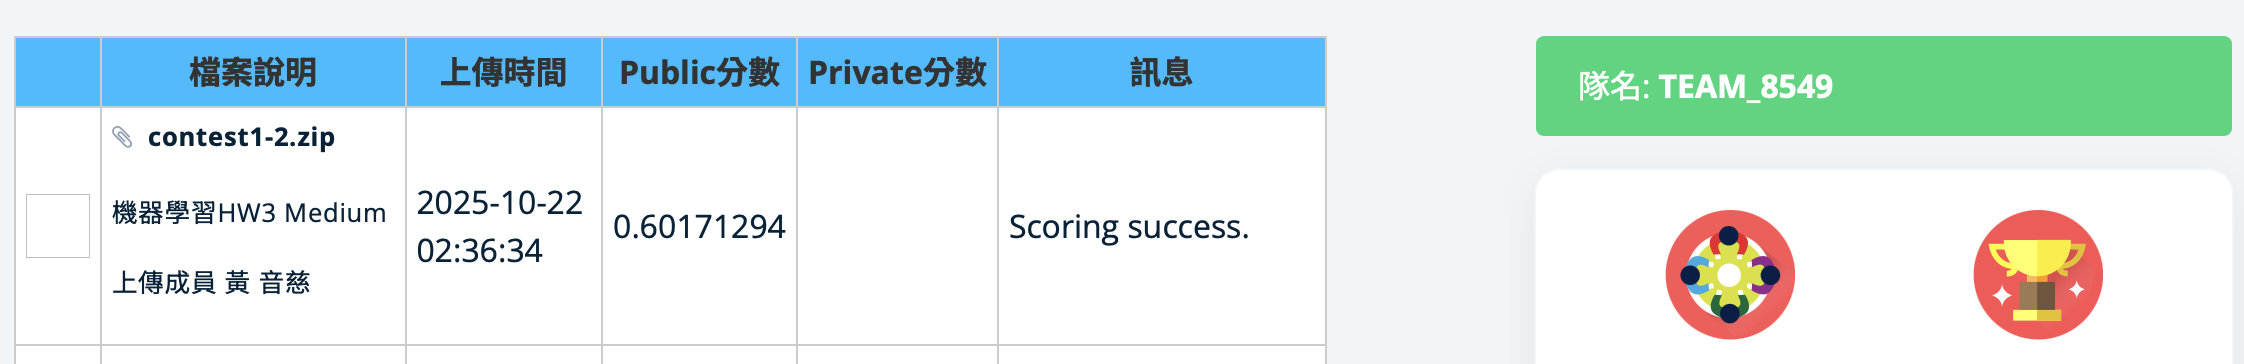 檔案說明
上傳時間
Public分數
Private分數
訊息
contest1-2.zip
機器學習HW3 Medium
上傳成員 黃 音慈
2025-10-22
02:36:34
0.60171294
Scoring success.
隊名: TEAM_8549